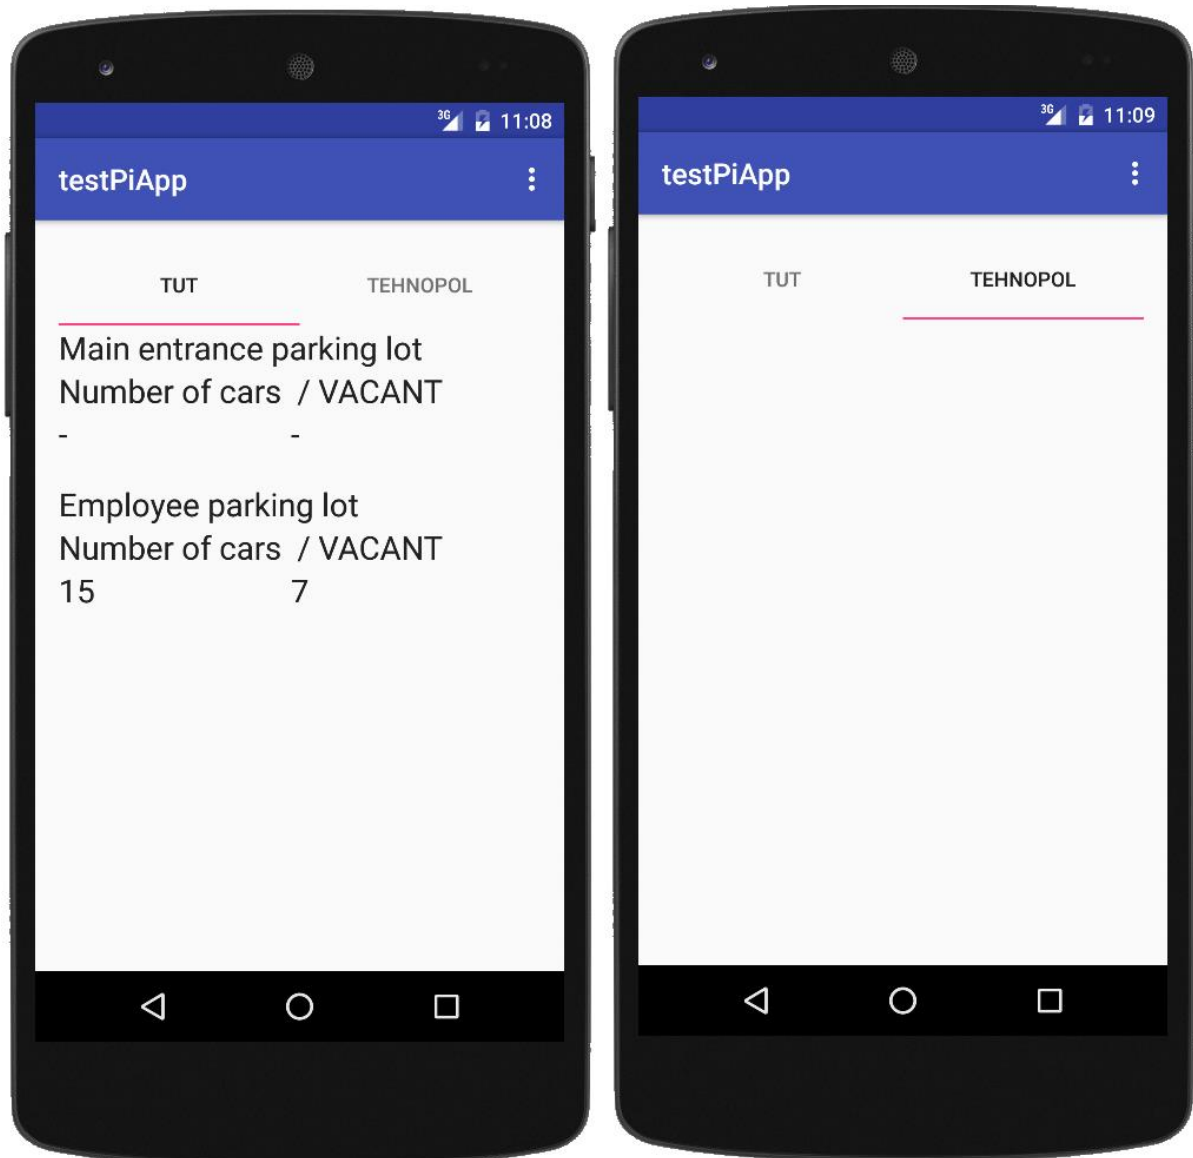 3G 11:08
testPiApp
TUT TEHNOPOL
Main entrance parking lot
Number of cars / VACANT
- -
Employee parking lot
Number of cars / VACANT
15 7
3G 11:09
testPiApp
TUT TEHNOPOL